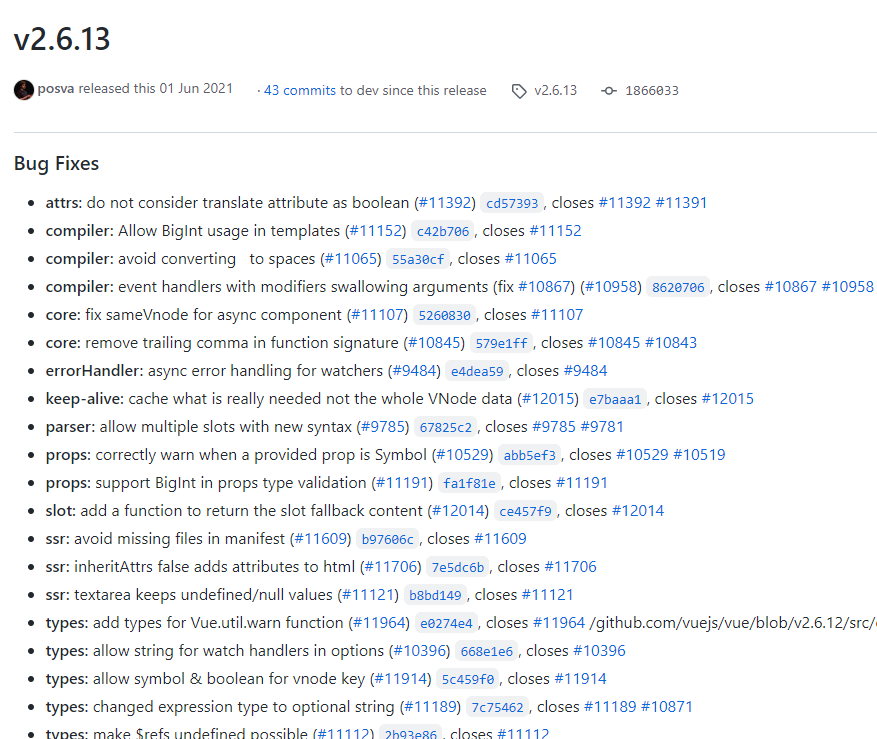 v2.6.13
posva released this 01 Jun 2021 · 43 commits to dev since this release v2.6.13 1866033
Bug Fixes
• attrs: do not consider translate attribute as boolean (#11392) cd57393, closes #11392 #11391
• compiler: Allow BigInt usage in templates (#11152) c42b706, closes #11152
• compiler: avoid converting   to spaces (#11065) 55a30cf, closes #11065
• compiler: event handlers with modifiers swallowing arguments (fix #10867) (#10958) 8620706, closes #10867 #10958
• core: fix sameVnode for async component (#11107) 5260830, closes #11107
• core: remove trailing comma in function signature (#10845) 579e1ff, closes #10845 #10843
• errorHandler: async error handling for watchers (#9484) e4dea59, closes #9484
• keep-alive: cache what is really needed not the whole VNode data (#12015) e7baaa1, closes #12015
• parser: allow multiple slots with new syntax (#9785) 67825c2, closes #9785 #9781
• props: correctly warn when a provided prop is Symbol (#10529) abb5ef3, closes #10529 #10519
• props: support BigInt in props type validation (#11191) fa1f81e, closes #11191
• slot: add a function to return the slot fallback content (#12014) ce457f9, closes #12014
• ssr: avoid missing files in manifest (#11609) b97606c, closes #11609
• ssr: inheritAttrs false adds attributes to html (#11706) 7e5dc6b, closes #11706
• ssr: textarea keeps undefined/null values (#11121) b8bd149, closes #11121
• types: add types for Vue.util.warn function (#11964) e0274e4, closes #11964 /github.com/vuejs/vue/blob/v2.6.12/src/
• types: allow string for watch handlers in options (#10396) 668e1e6, closes #10396
• types: allow symbol & boolean for vnode key (#11914) 5c459f0, closes #11914
• types: changed expression type to optional string (#11189) 7c75462, closes #11189 #10871
• types: make $refs undefined possible (#11112) 2b93e86, closes #11112